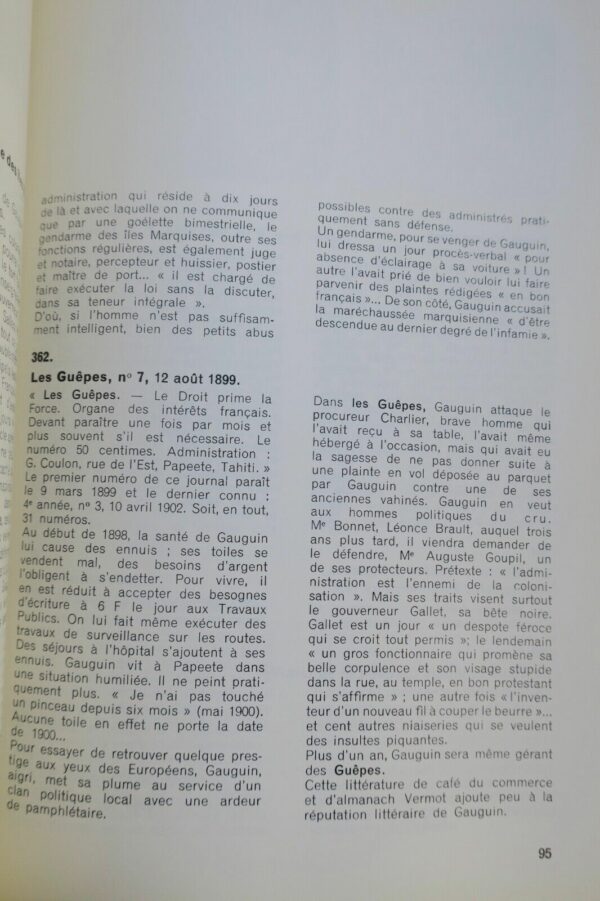 administration qui réside à dix jours
de là et avec laquelle on ne communique
que par une goélette bimestrielle, le
gendarme des îles Marquises, outre ses
fonctions régulières, est également juge
et notaire, percepteur et huissier, postier
et maître de port... « il est chargé de
faire exécuter la loi sans la discuter,
dans sa teneur intégrale ».
D'où, si l'homme n'est pas suffisam-
ment intelligent, bien des petits abus
possibles contre des administrés prati-
quement sans défense.
Un gendarme, pour se venger de Gauguin,
lui dressa un jour procès-verbal « pour
absence d'éclairage à sa voiture » ! Un
autre l'avait prié de bien vouloir lui faire
parvenir des plaintes rédigées « en bon
français »... De son côté, Gauguin accusait
la maréchaussée marquisienne « d'être
descendue au dernier degré de l'infamie ».
362.
Les Guêpes, nº 7, 12 août 1899.
« Les Guêpes. — Le Droit prime la
Force. Organe des intérêts français.
Devant paraître une fois par mois et
plus souvent s'il est nécessaire. Le
numéro 50 centimes. Administration :
G. Coulon, rue de l'Est, Papeete, Tahiti. »
Le premier numéro de ce journal paraît
le 9 mars 1899 et le dernier connu :
4e année, nº 3, 10 avril 1902. Soit, en tout,
31 numéros.
Au début de 1898, la santé de Gauguin
lui cause des ennuis ; ses toiles se
vendent mal, des besoins d'argent
l'obligent à s'endetter. Pour vivre, il
en est réduit à accepter des besognes
d'écriture à 6 F le jour aux Travaux
Publics. On lui fait même exécuter des
travaux de surveillance sur les routes.
Des séjours à l'hôpital s'ajoutent à ses
ennuis. Gauguin vit à Papeete dans
une situation humiliée. Il ne peint prati-
quement plus. « Je n'ai pas touché
un pinceau depuis six mois » (mai 1900).
Aucune toile en effet ne porte la date
de 1900...
Pour essayer de retrouver quelque pres-
tige aux yeux des Européens, Gauguin,
aigri, met sa plume au service d'un
clan politique local avec une ardeur
de pamphlétaire.
Dans les Guêpes, Gauguin attaque le
procureur Charlier, brave homme qui
l'avait reçu à sa table, l'avait même
hébergé à l'occasion, mais qui avait eu
la sagesse de ne pas donner suite à
une plainte en vol déposée au parquet
par Gauguin contre une de ses
anciennes vahinés. Gauguin en veut
aux hommes politiques du cru.
Me Bonnet, Léonce Brault, auquel trois
ans plus tard, il viendra demander de
le défendre, Me Auguste Goupil, un
de ses protecteurs. Prétexte : « l'admi-
nistration est l'ennemi de la coloni-
sation ». Mais ses traits visent surtout
le gouverneur Gallet, sa bête noire.
Gallet est un jour « un despote féroce
qui se croit tout permis »; le lendemain
« un gros fonctionnaire qui promène sa
belle corpulence et son visage stupide
dans la rue, au temple, en bon protestant
qui s'affirme » ; une autre fois « l'inven-
teur d'un nouveau fil à couper le beurre »...
et cent autres niaiseries qui se veulent
des insultes piquantes.
Plus d'un an, Gauguin sera même gérant
des Guêpes.
Cette littérature de café du commerce
et d'almanach Vermot ajoute peu à la
réputation littéraire de Gauguin.
95